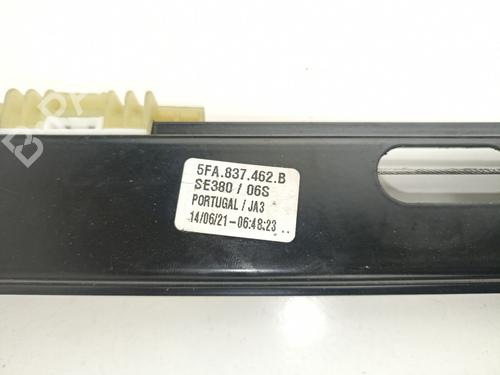 5FA.837.462.B
SE380 / 06S
PORTUGAL / JA3
14/06/21-06:48:23 ..